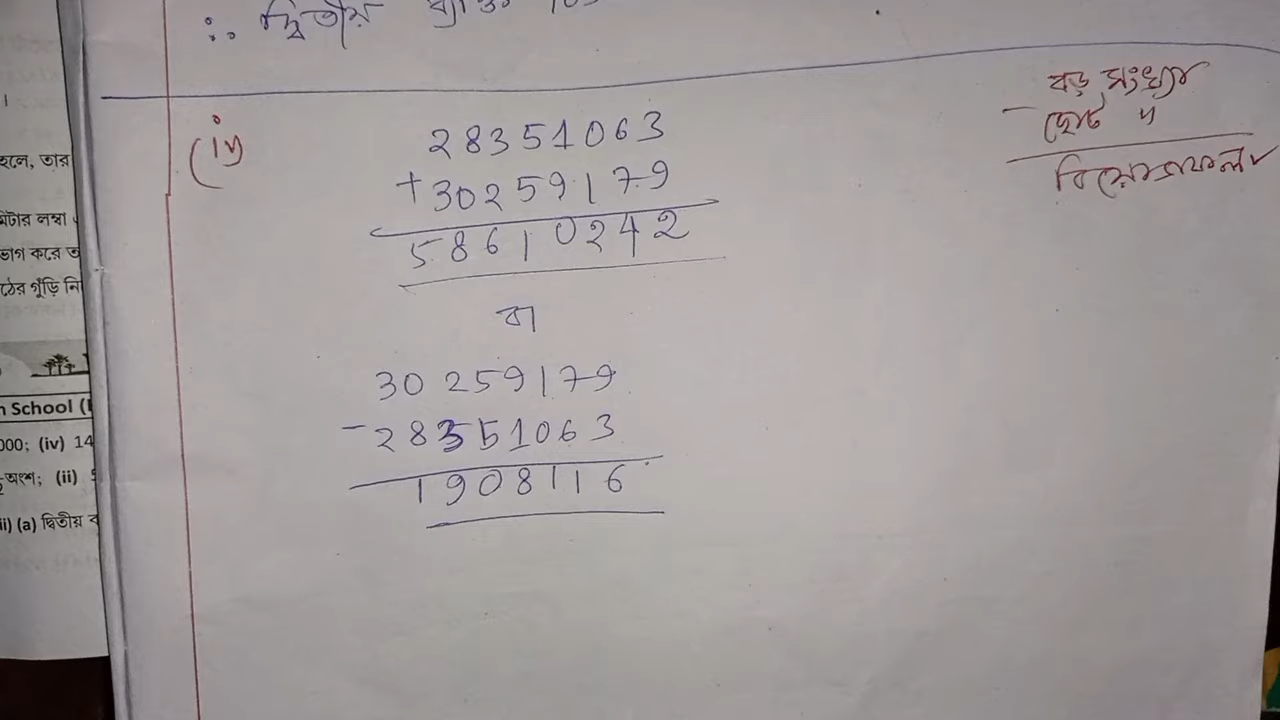 ∴ দ্বিতীয়
(iv)
28351063
+30259179
58610242
বা
30259179
-28351063
1908116
বড় সংখ্যা
- ছোট "
বিয়োগফল
।
হলে, তার
মিটার লম্বা
ভাগ করে ত
ঠের গুঁড়ি নি
n School (
000; (iv) 14
অংশ; (ii)
ii) (a) দ্বিতীয় ব